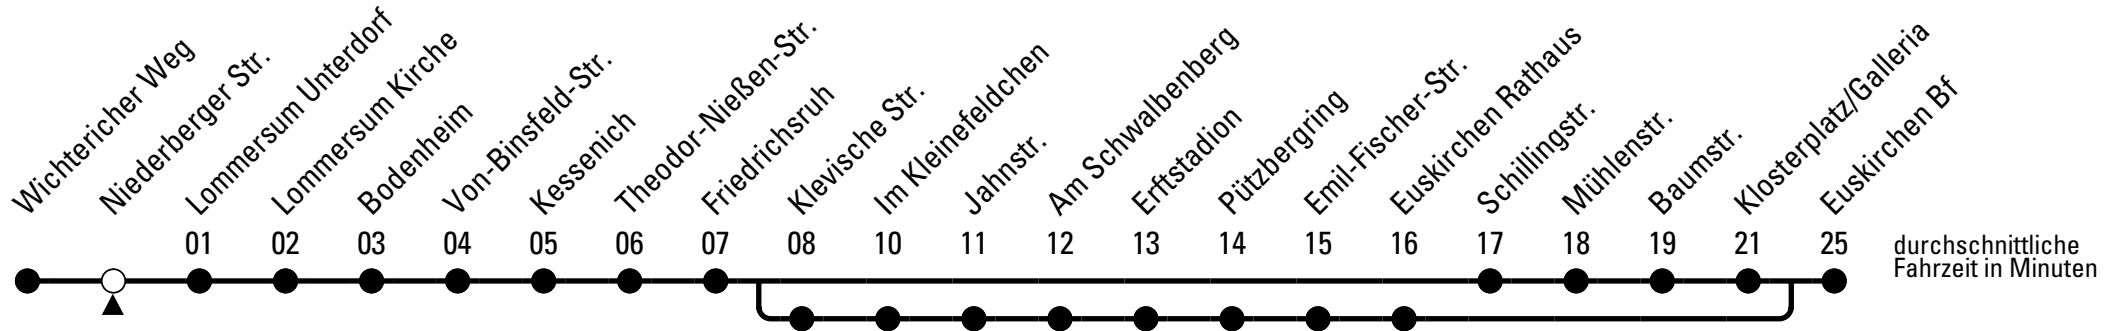 Wichtericher Weg
Niederberger Str.
Lommersum Unterdorf
Lommersum Kirche
Bodenheim
Von-Binsfeld-Str.
Kessenich
Theodor-Nießen-Str.
Friedrichsruh
Klevische Str.
Im Kleinefeldchen
Jahnstr.
Am Schwalbenberg
Erftstadion
Pützbergring
Emil-Fischer-Str.
Euskirchen Rathaus
Schillingstr.
Mühlenstr.
Baumstr.
Klosterplatz/Galleria
Euskirchen Bf
01 02 03 04 05 06 07 08 10 11 12 13 14 15 16 17 18 19 21 25
durchschnittliche
Fahrzeit in Minuten